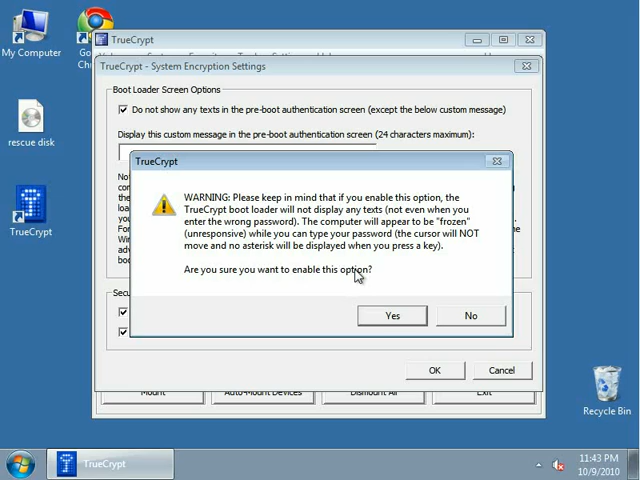 My Computer
TrueCrypt
TrueCrypt - System Encryption Settings
Boot Loader Screen Options
Do not show any texts in the pre-boot authentication screen (except the below custom message)
Display this custom message in the pre-boot authentication screen (24 characters maximum):
rescue disk
TrueCrypt
WARNING: Please keep in mind that if you enable this option, the
TrueCrypt boot loader will not display any texts (not even when you
enter the wrong password). The computer will appear to be "frozen"
(unresponsive) while you can type your password (the cursor will NOT
move and no asterisk will be displayed when you press a key).
Are you sure you want to enable this option?
Yes
No
TrueCrypt
OK
Cancel
Mount
Auto-Mount Devices
Dismount All
Exit
Recycle Bin
TrueCrypt
11:43 PM
10/9/2010